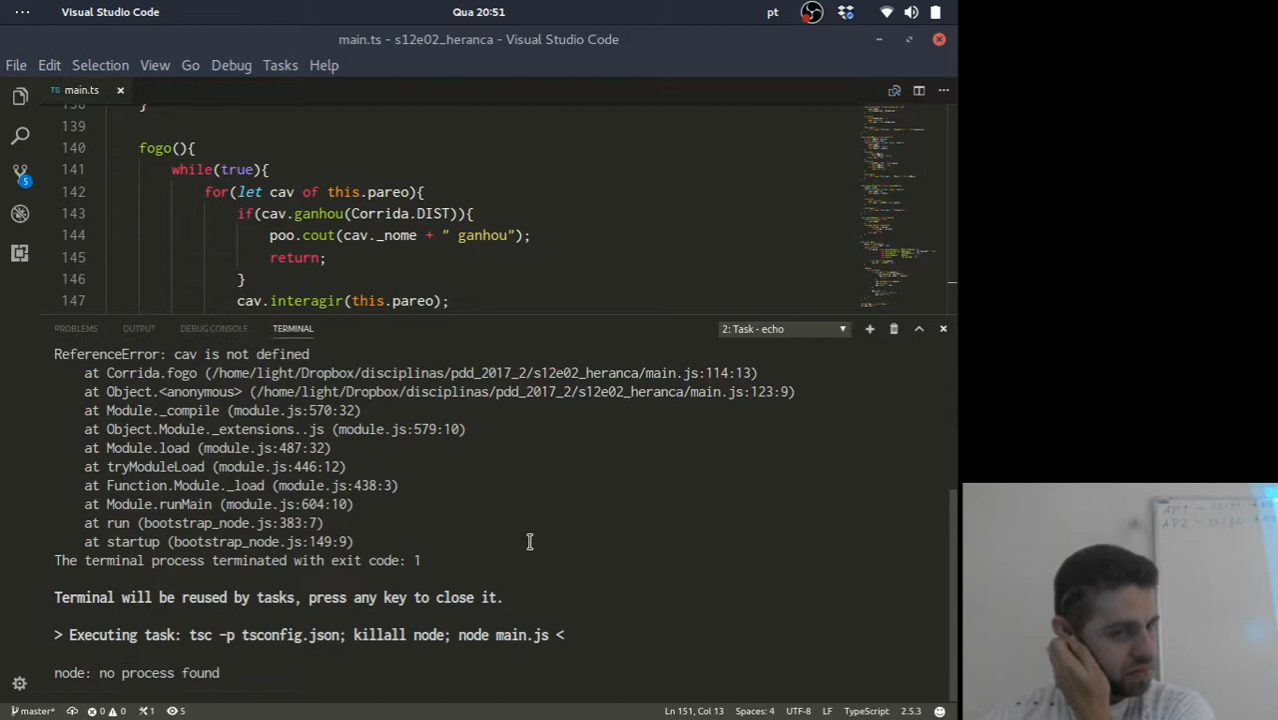 Visual Studio Code
Qua 20:51
pt
main.ts - s12e02_heranca - Visual Studio Code
File Edit Selection View Go Debug Tasks Help
TS main.ts
138 }
139
140 fogo(){
141 while(true){
142 for(let cav of this.pareo){
143 if(cav.ganhou(Corrida.DIST)){
144 poo.cout(cav._nome + " ganhou");
145 return;
146 }
147 cav.interagir(this.pareo);
5
PROBLEMS OUTPUT DEBUG CONSOLE TERMINAL 2: Task - echo
ReferenceError: cav is not defined
at Corrida.fogo (/home/light/Dropbox/disciplinas/pdd_2017_2/s12e02_heranca/main.js:114:13)
at Object.<anonymous> (/home/light/Dropbox/disciplinas/pdd_2017_2/s12e02_heranca/main.js:123:9)
at Module._compile (module.js:570:32)
at Object.Module._extensions..js (module.js:579:10)
at Module.load (module.js:487:32)
at tryModuleLoad (module.js:446:12)
at Function.Module._load (module.js:438:3)
at Module.runMain (module.js:604:10)
at run (bootstrap_node.js:383:7)
at startup (bootstrap_node.js:149:9)
The terminal process terminated with exit code: 1
Terminal will be reused by tasks, press any key to close it.
> Executing task: tsc -p tsconfig.json; killall node; node main.js <
node: no process found
master* 0 0 1 5 Ln 151, Col 13 Spaces: 4 UTF-8 LF TypeScript 2.5.3